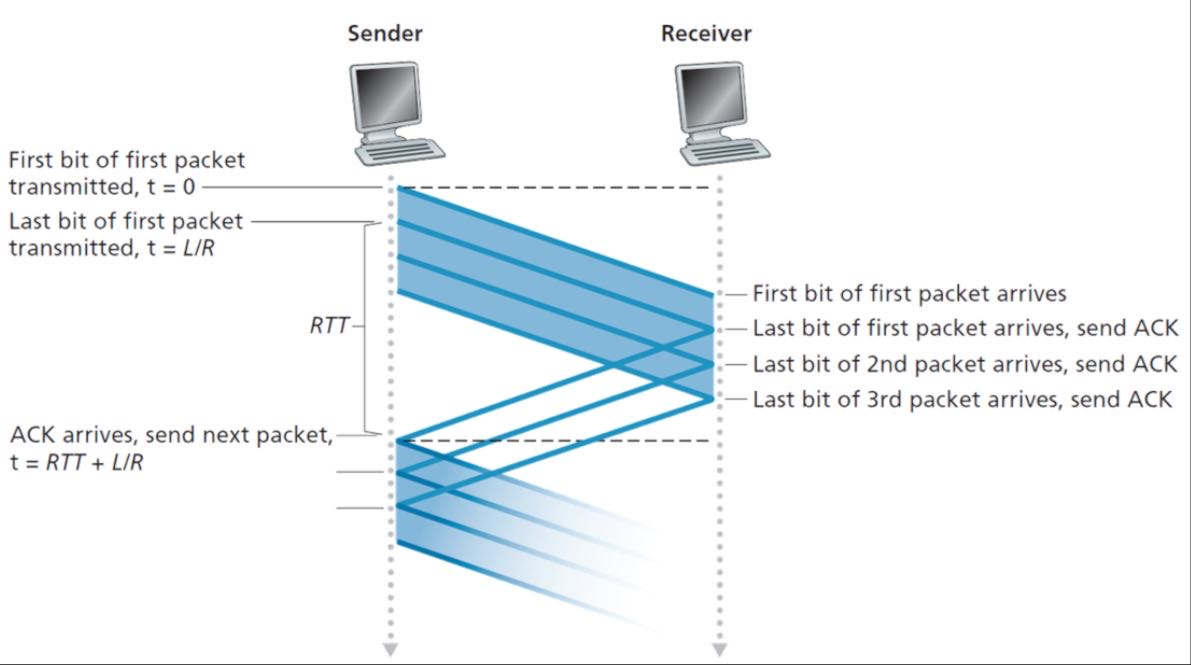 Sender
Receiver
First bit of first packet
transmitted, t = 0
Last bit of first packet
transmitted, t = L/R
First bit of first packet arrives
RTT
Last bit of first packet arrives, send ACK
Last bit of 2nd packet arrives, send ACK
Last bit of 3rd packet arrives, send ACK
ACK arrives, send next packet,
t = RTT + L/R